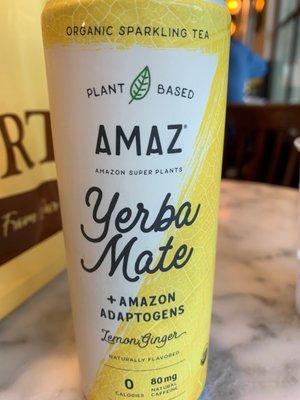 ORGANIC SPARKLING TEA
PLANT BASED
AMAZ®
AMAZON SUPER PLANTS
Yerba
Mate
+ AMAZON
ADAPTOGENS
Lemon Ginger
NATURALLY FLAVORED
0
CALORIES
80mg
NATURAL
CAFFEINE
RT